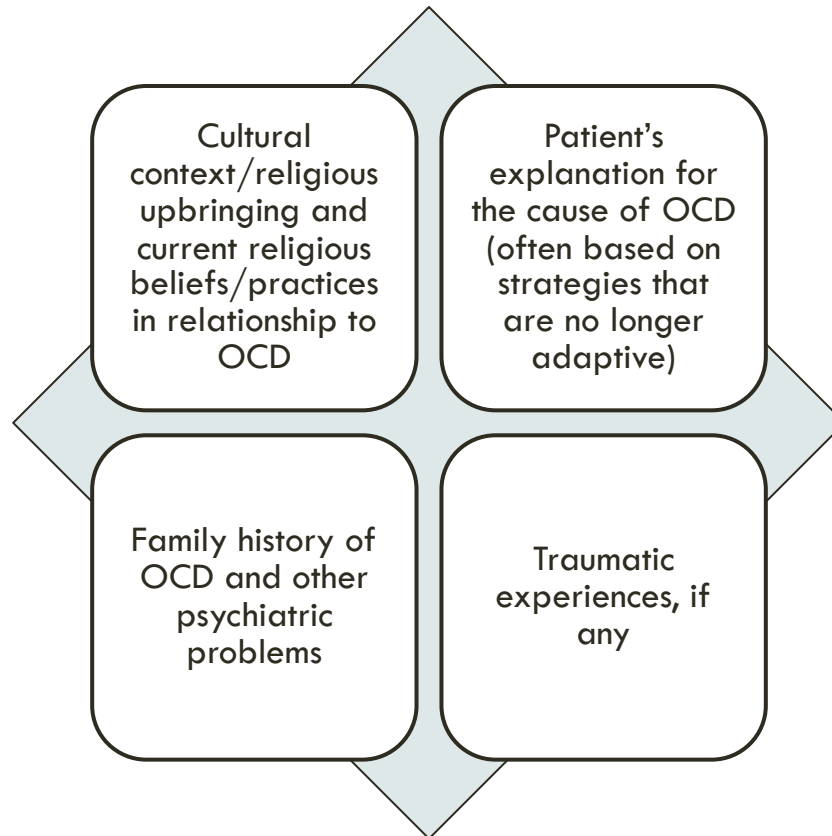 Cultural
context/religious
upbringing and
current religious
beliefs/practices
in relationship to
OCD
Patient’s
explanation for
the cause of OCD
(often based on
strategies that
are no longer
adaptive)
Family history of
OCD and other
psychiatric
problems
Traumatic
experiences, if
any